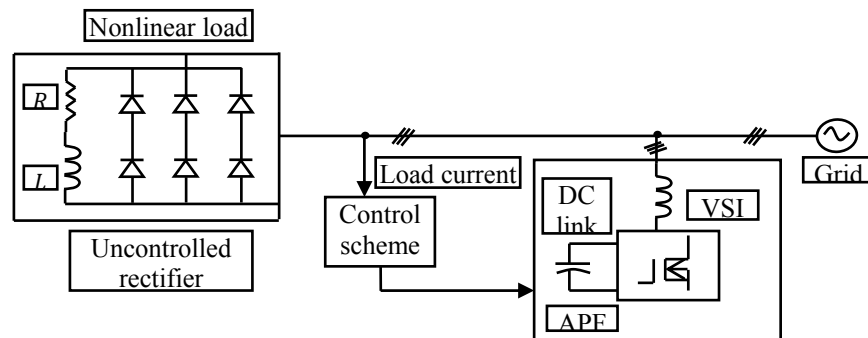 Nonlinear load
R
L
Uncontrolled
rectifier
Load current
Control
scheme
DC
link
VSI
APF
Grid